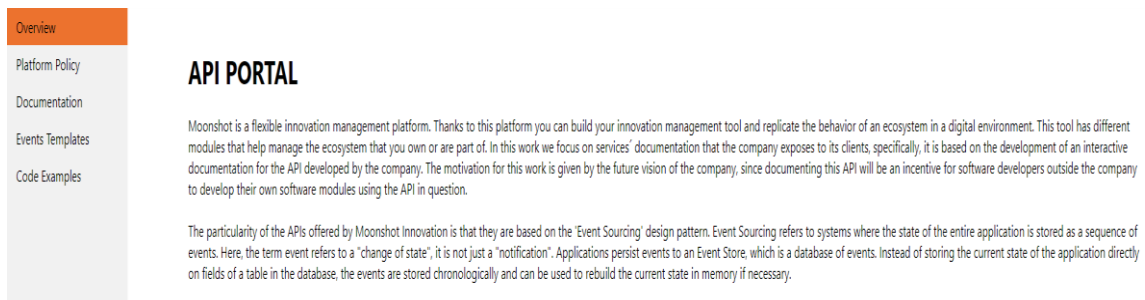 Overview
Platform Policy
Documentation
Events Templates
Code Examples
API PORTAL
Moonshot is a flexible innovation management platform. Thanks to this platform you can build your innovation management tool and replicate the behavior of an ecosystem in a digital environment. This tool has different
modules that help manage the ecosystem that you own or are part of. In this work we focus on services´ documentation that the company exposes to its clients, specifically, it is based on the development of an interactive
documentation for the API developed by the company. The motivation for this work is given by the future vision of the company, since documenting this API will be an incentive for software developers outside the company
to develop their own software modules using the API in question.
The particularity of the APIs offered by Moonshot Innovation is that they are based on the 'Event Sourcing' design pattern. Event Sourcing refers to systems where the state of the entire application is stored as a sequence of
events. Here, the term event refers to a "change of state", it is not just a "notification". Applications persist events to an Event Store, which is a database of events. Instead of storing the current state of the application directly
on fields of a table in the database, the events are stored chronologically and can be used to rebuild the current state in memory if necessary.